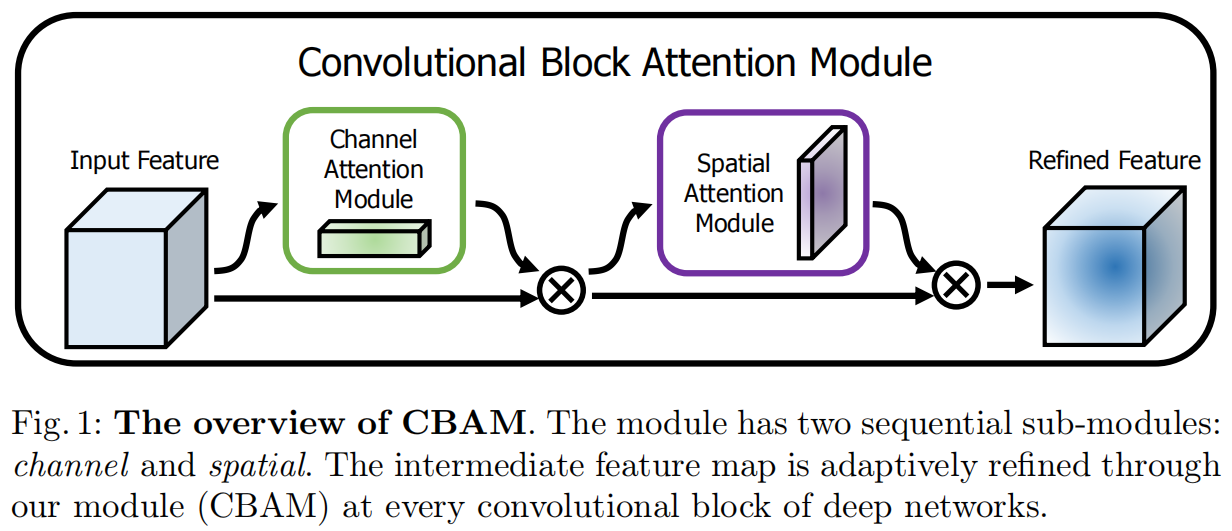 Convolutional Block Attention Module
Input Feature
Channel
Attention
Module
Spatial
Attention
Module
Refined Feature
Fig. 1: The overview of CBAM. The module has two sequential sub-modules:
channel and spatial. The intermediate feature map is adaptively refined through
our module (CBAM) at every convolutional block of deep networks.